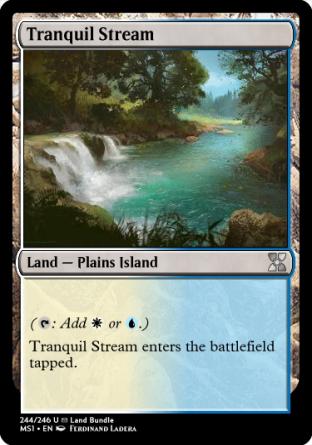 Tranquil Stream
Land — Plains Island
(: Add or .)
Tranquil Stream enters the battlefield
tapped.
244/246 U Land Bundle
MSI • EN Ferdinand Ladera